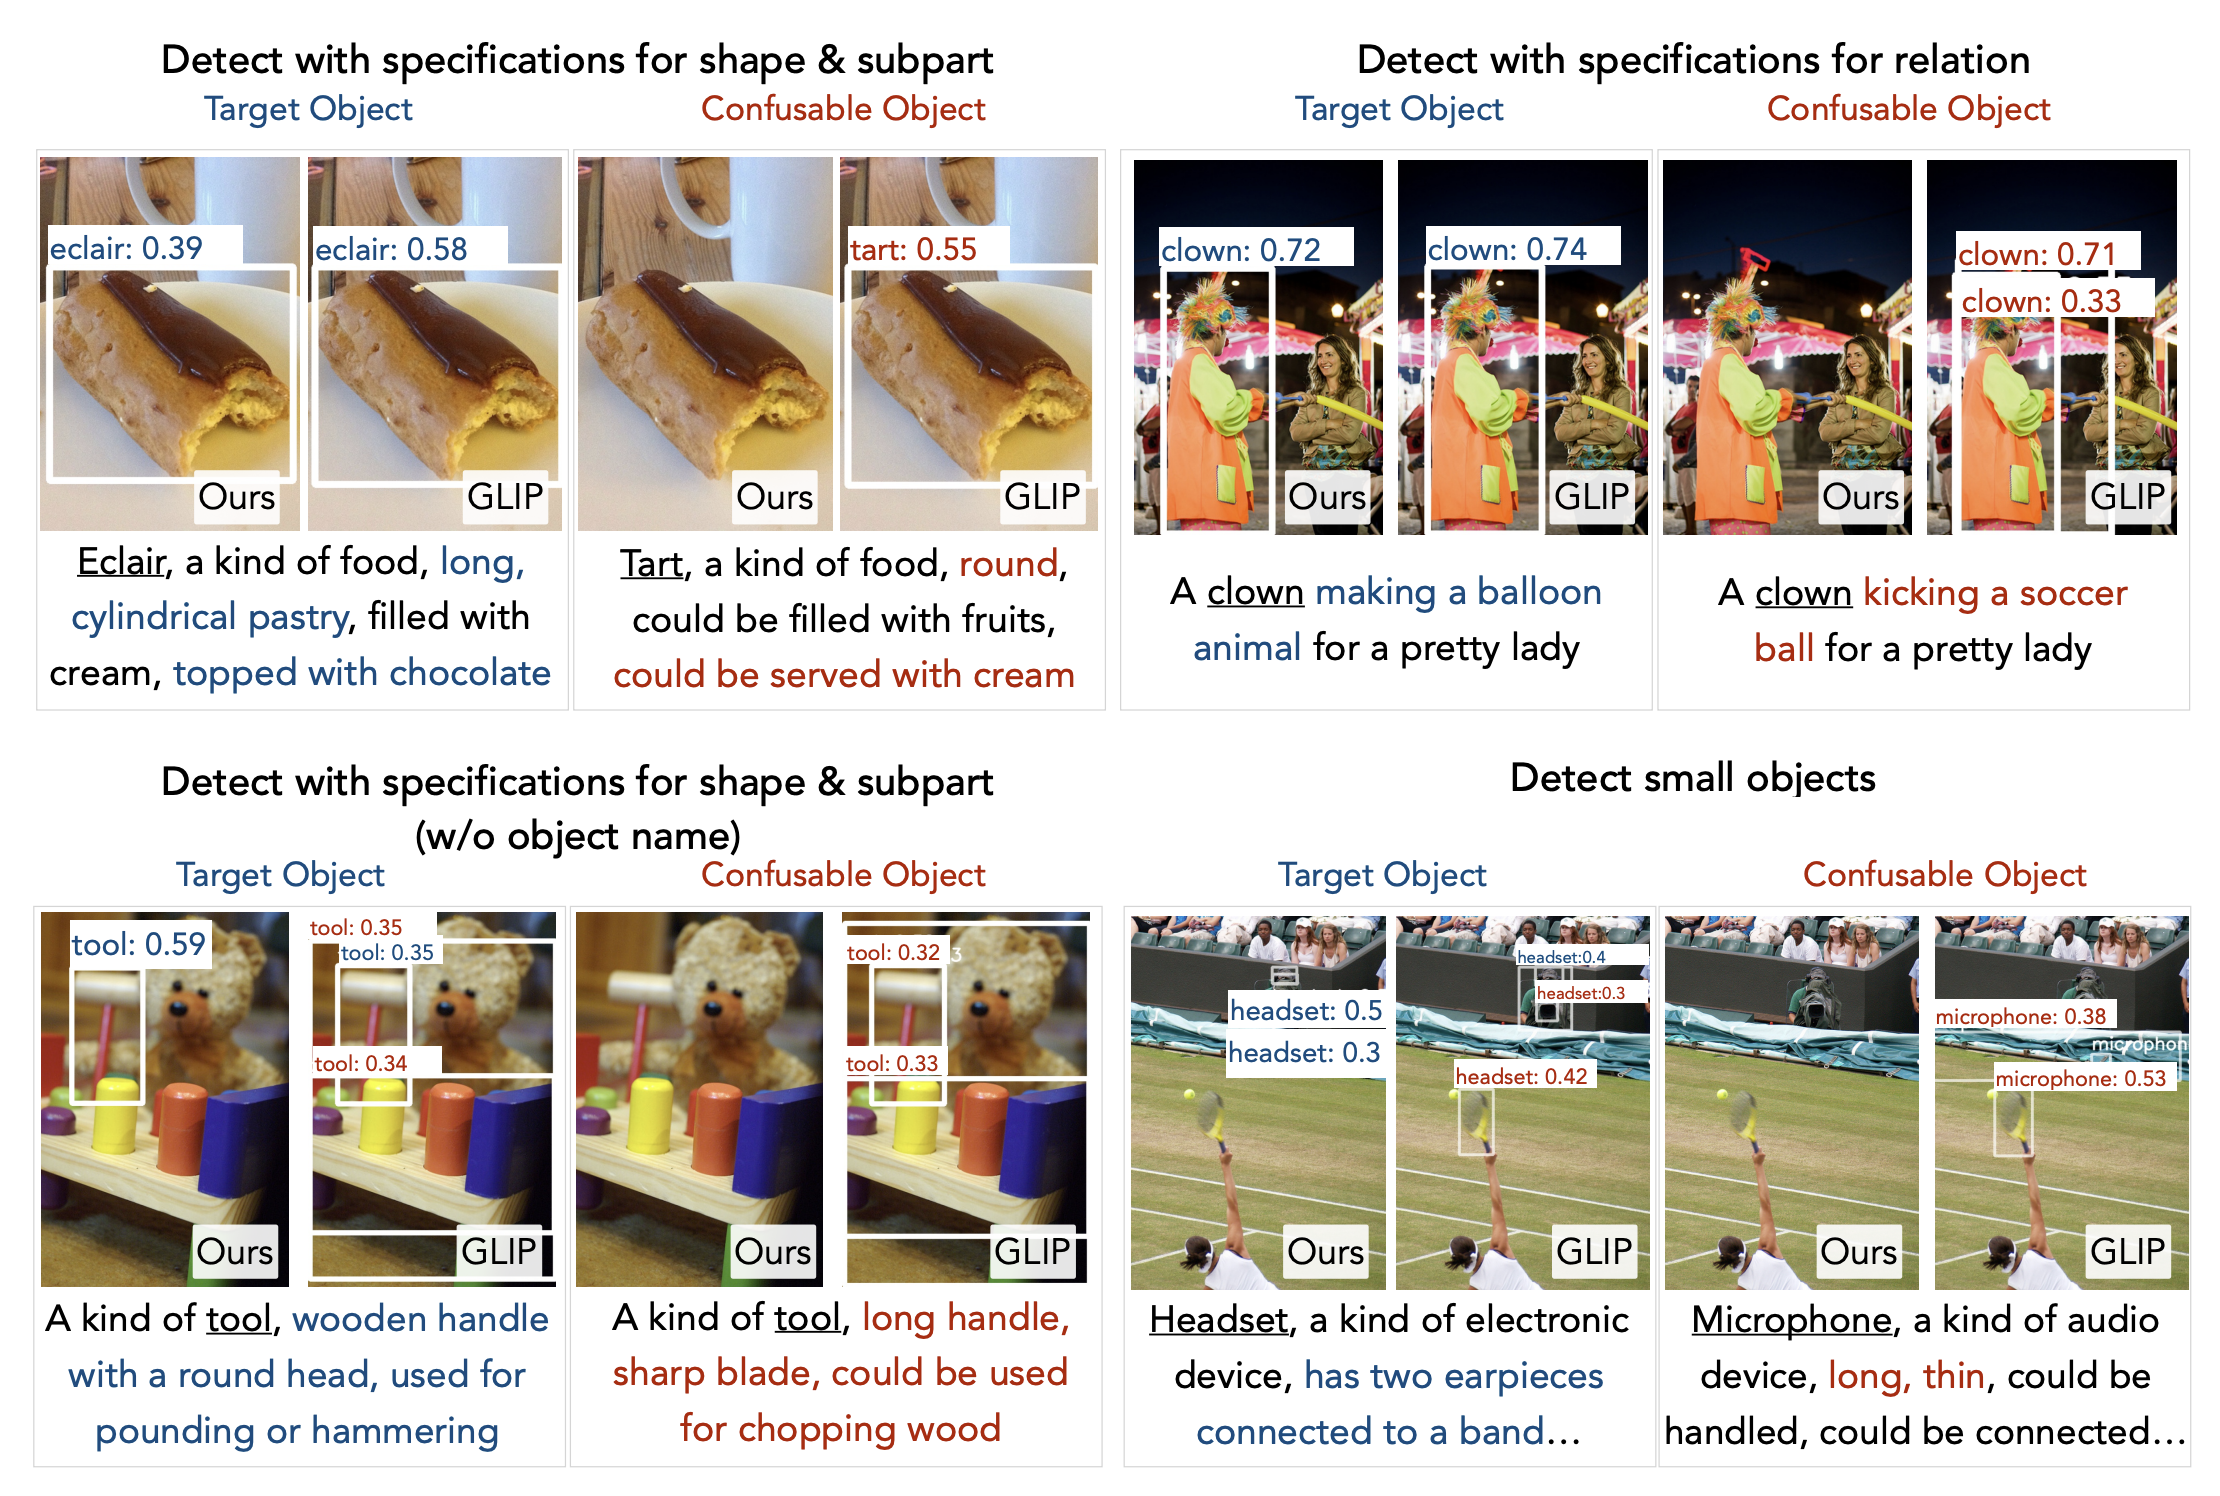 Detect with specifications for shape & subpart
Target Object
Confusable Object
eclair: 0.39
eclair: 0.58
tart: 0.55
Ours
GLIP
Ours
GLIP
Eclair, a kind of food, long,
cylindrical pastry, filled with
cream, topped with chocolate
Tart, a kind of food, round,
could be filled with fruits,
could be served with cream
Detect with specifications for relation
Target Object
Confusable Object
clown: 0.72
clown: 0.74
clown: 0.71
clown: 0.33
Ours
GLIP
Ours
GLIP
A clown making a balloon
animal for a pretty lady
A clown kicking a soccer
ball for a pretty lady
Detect with specifications for shape & subpart
(w/o object name)
Target Object
Confusable Object
tool: 0.59
tool: 0.35
tool: 0.35
tool: 0.34
tool: 0.32
3
tool: 0.33
Ours
GLIP
Ours
GLIP
A kind of tool, wooden handle
with a round head, used for
pounding or hammering
A kind of tool, long handle,
sharp blade, could be used
for chopping wood
Detect small objects
Target Object
Confusable Object
headset: 0.5
headset: 0.3
headset:0.4
headset:0.3
headset: 0.42
microphone: 0.38
microphon
microphone: 0.53
Ours
GLIP
Ours
GLIP
Headset, a kind of electronic
device, has two earpieces
connected to a band...
Microphone, a kind of audio
device, long, thin, could be
handled, could be connected...